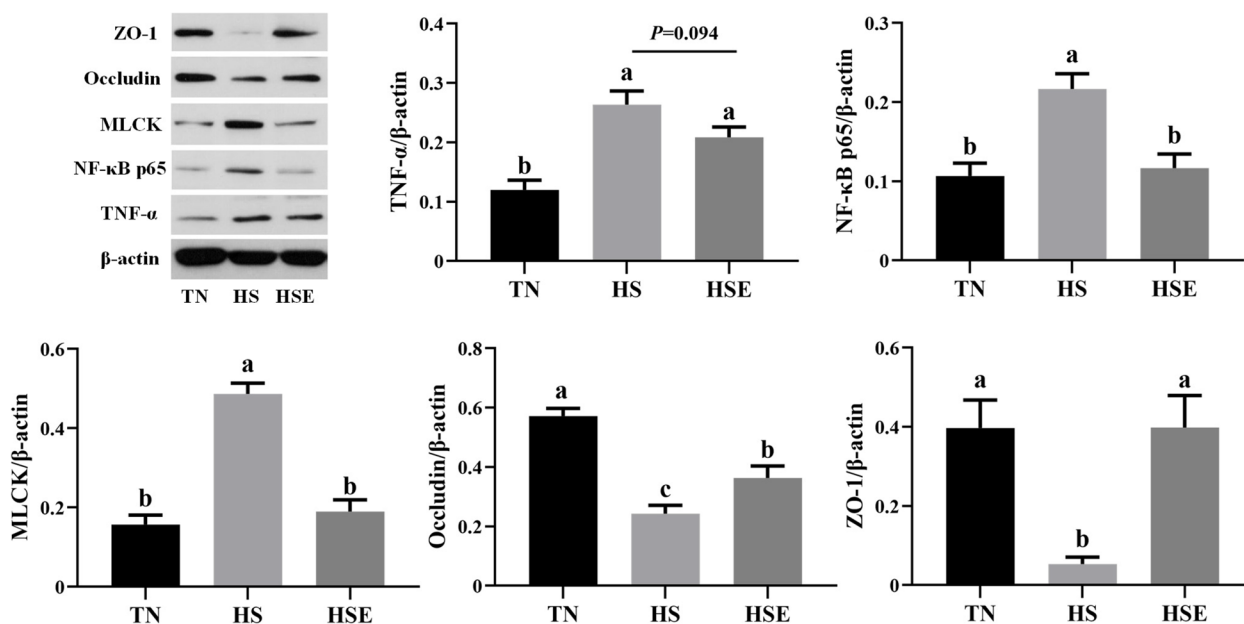 ZO-1
Occludin
MLCK
NF-κB p65
TNF-α
β-actin
TN HS HSE
TNF-α/β-actin
0.4
0.3
0.2
0.1
0
P=0.094
b
a
a
TN HS HSE
NF-κB p65/β-actin
0.3
0.2
0.1
0
b
a
b
TN HS HSE
MLCK/β-actin
0.6
0.4
0.2
0
b
a
b
TN HS HSE
Occludin/β-actin
0.8
0.6
0.4
0.2
0
a
c
b
TN HS HSE
ZO-1/β-actin
0.6
0.4
0.2
0
a
b
a
TN HS HSE